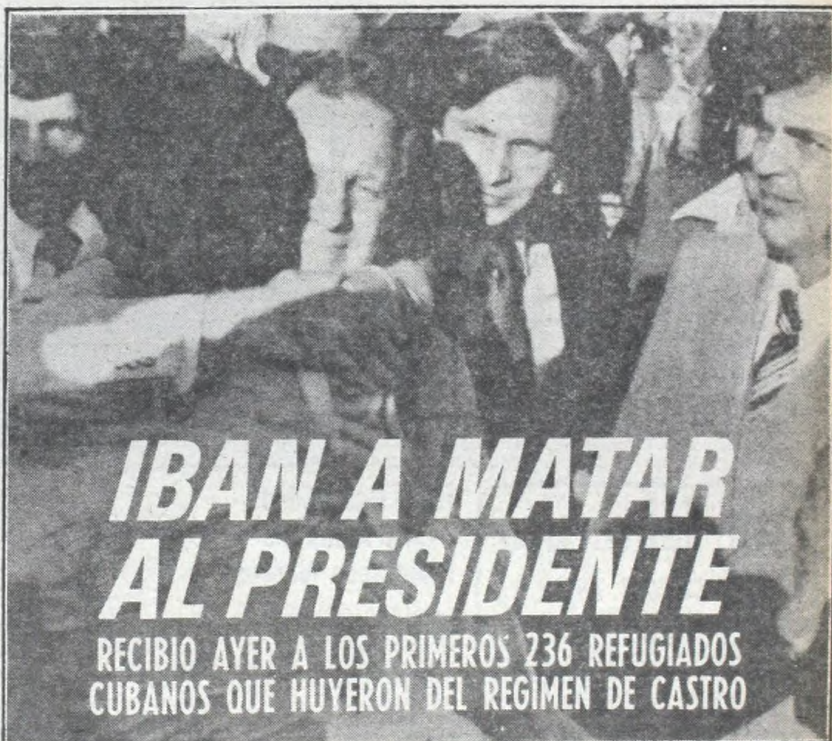 IBAN A MATAR
AL PRESIDENTE
RECIBIO AYER A LOS PRIMEROS 236 REFUGIADOS
CUBANOS QUE HUYERON DEL REGIMEN DE CASTRO